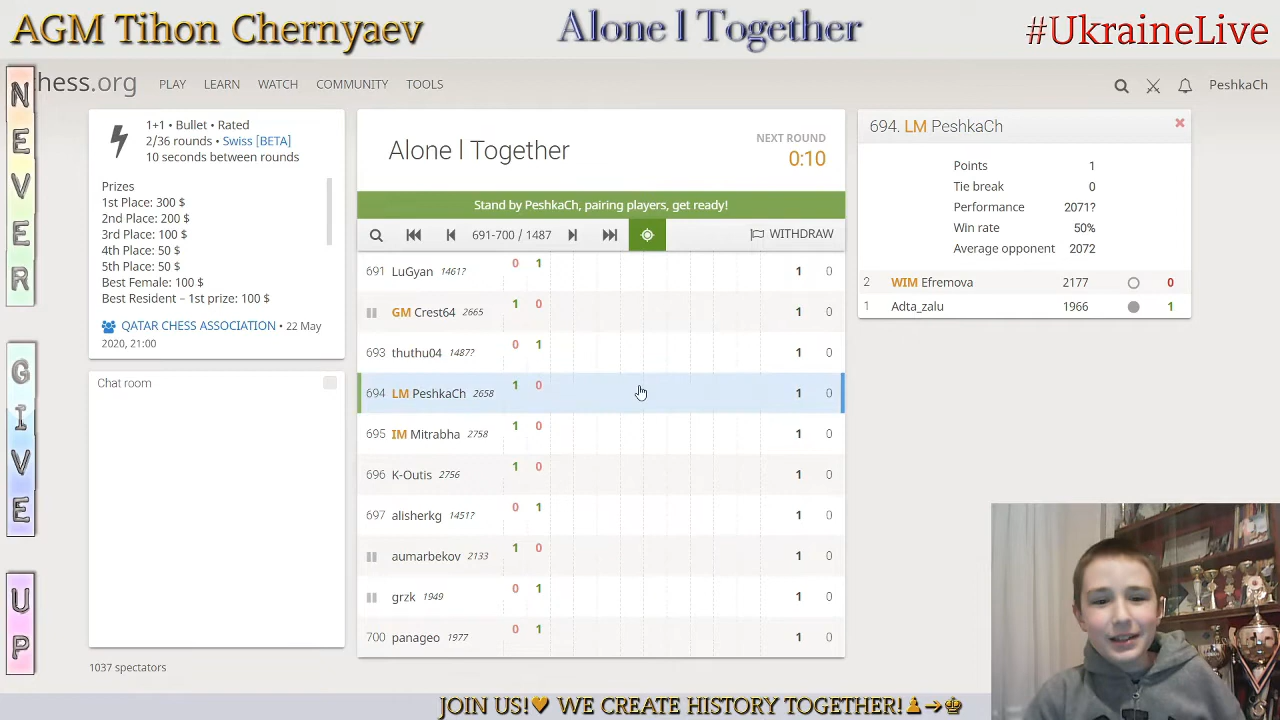 AGM Tihon Chernyaev
Alone l Together
#UkraineLive
NEVER
GIVE
UP
hess.org
PLAY LEARN WATCH COMMUNITY TOOLS
PeshkaCh
1+1 • Bullet • Rated
2/36 rounds • Swiss [BETA]
10 seconds between rounds
Prizes
1st Place: 300 $
2nd Place: 200 $
3rd Place: 100 $
4th Place: 50 $
5th Place: 50 $
Best Female: 100 $
Best Resident – 1st prize: 100 $
QATAR CHESS ASSOCIATION • 22 May
2020, 21:00
Chat room
1037 spectators
Alone l Together
NEXT ROUND
0:10
Stand by PeshkaCh, pairing players, get ready!
691-700 / 1487
WITHDRAW
691 LuGyan 1461? 0 1 1 0
GM Crest64 2665 1 0 1 0
693 thuthu04 1487? 0 1 1 0
694 LM PeshkaCh 2658 1 0 1 0
695 IM Mitrabha 2758 1 0 1 0
696 K-Outis 2756 1 0 1 0
697 alisherkg 1451? 0 1 1 0
aumarbekov 2133 1 0 1 0
grzk 1949 0 1 1 0
700 panageo 1977 0 1 1 0
694. LM PeshkaCh
Points 1
Tie break 0
Performance 2071?
Win rate 50%
Average opponent 2072
2 WIM Efremova 2177 0
1 Adta_zalu 1966 1
JOIN US! WE CREATE HISTORY TOGETHER!